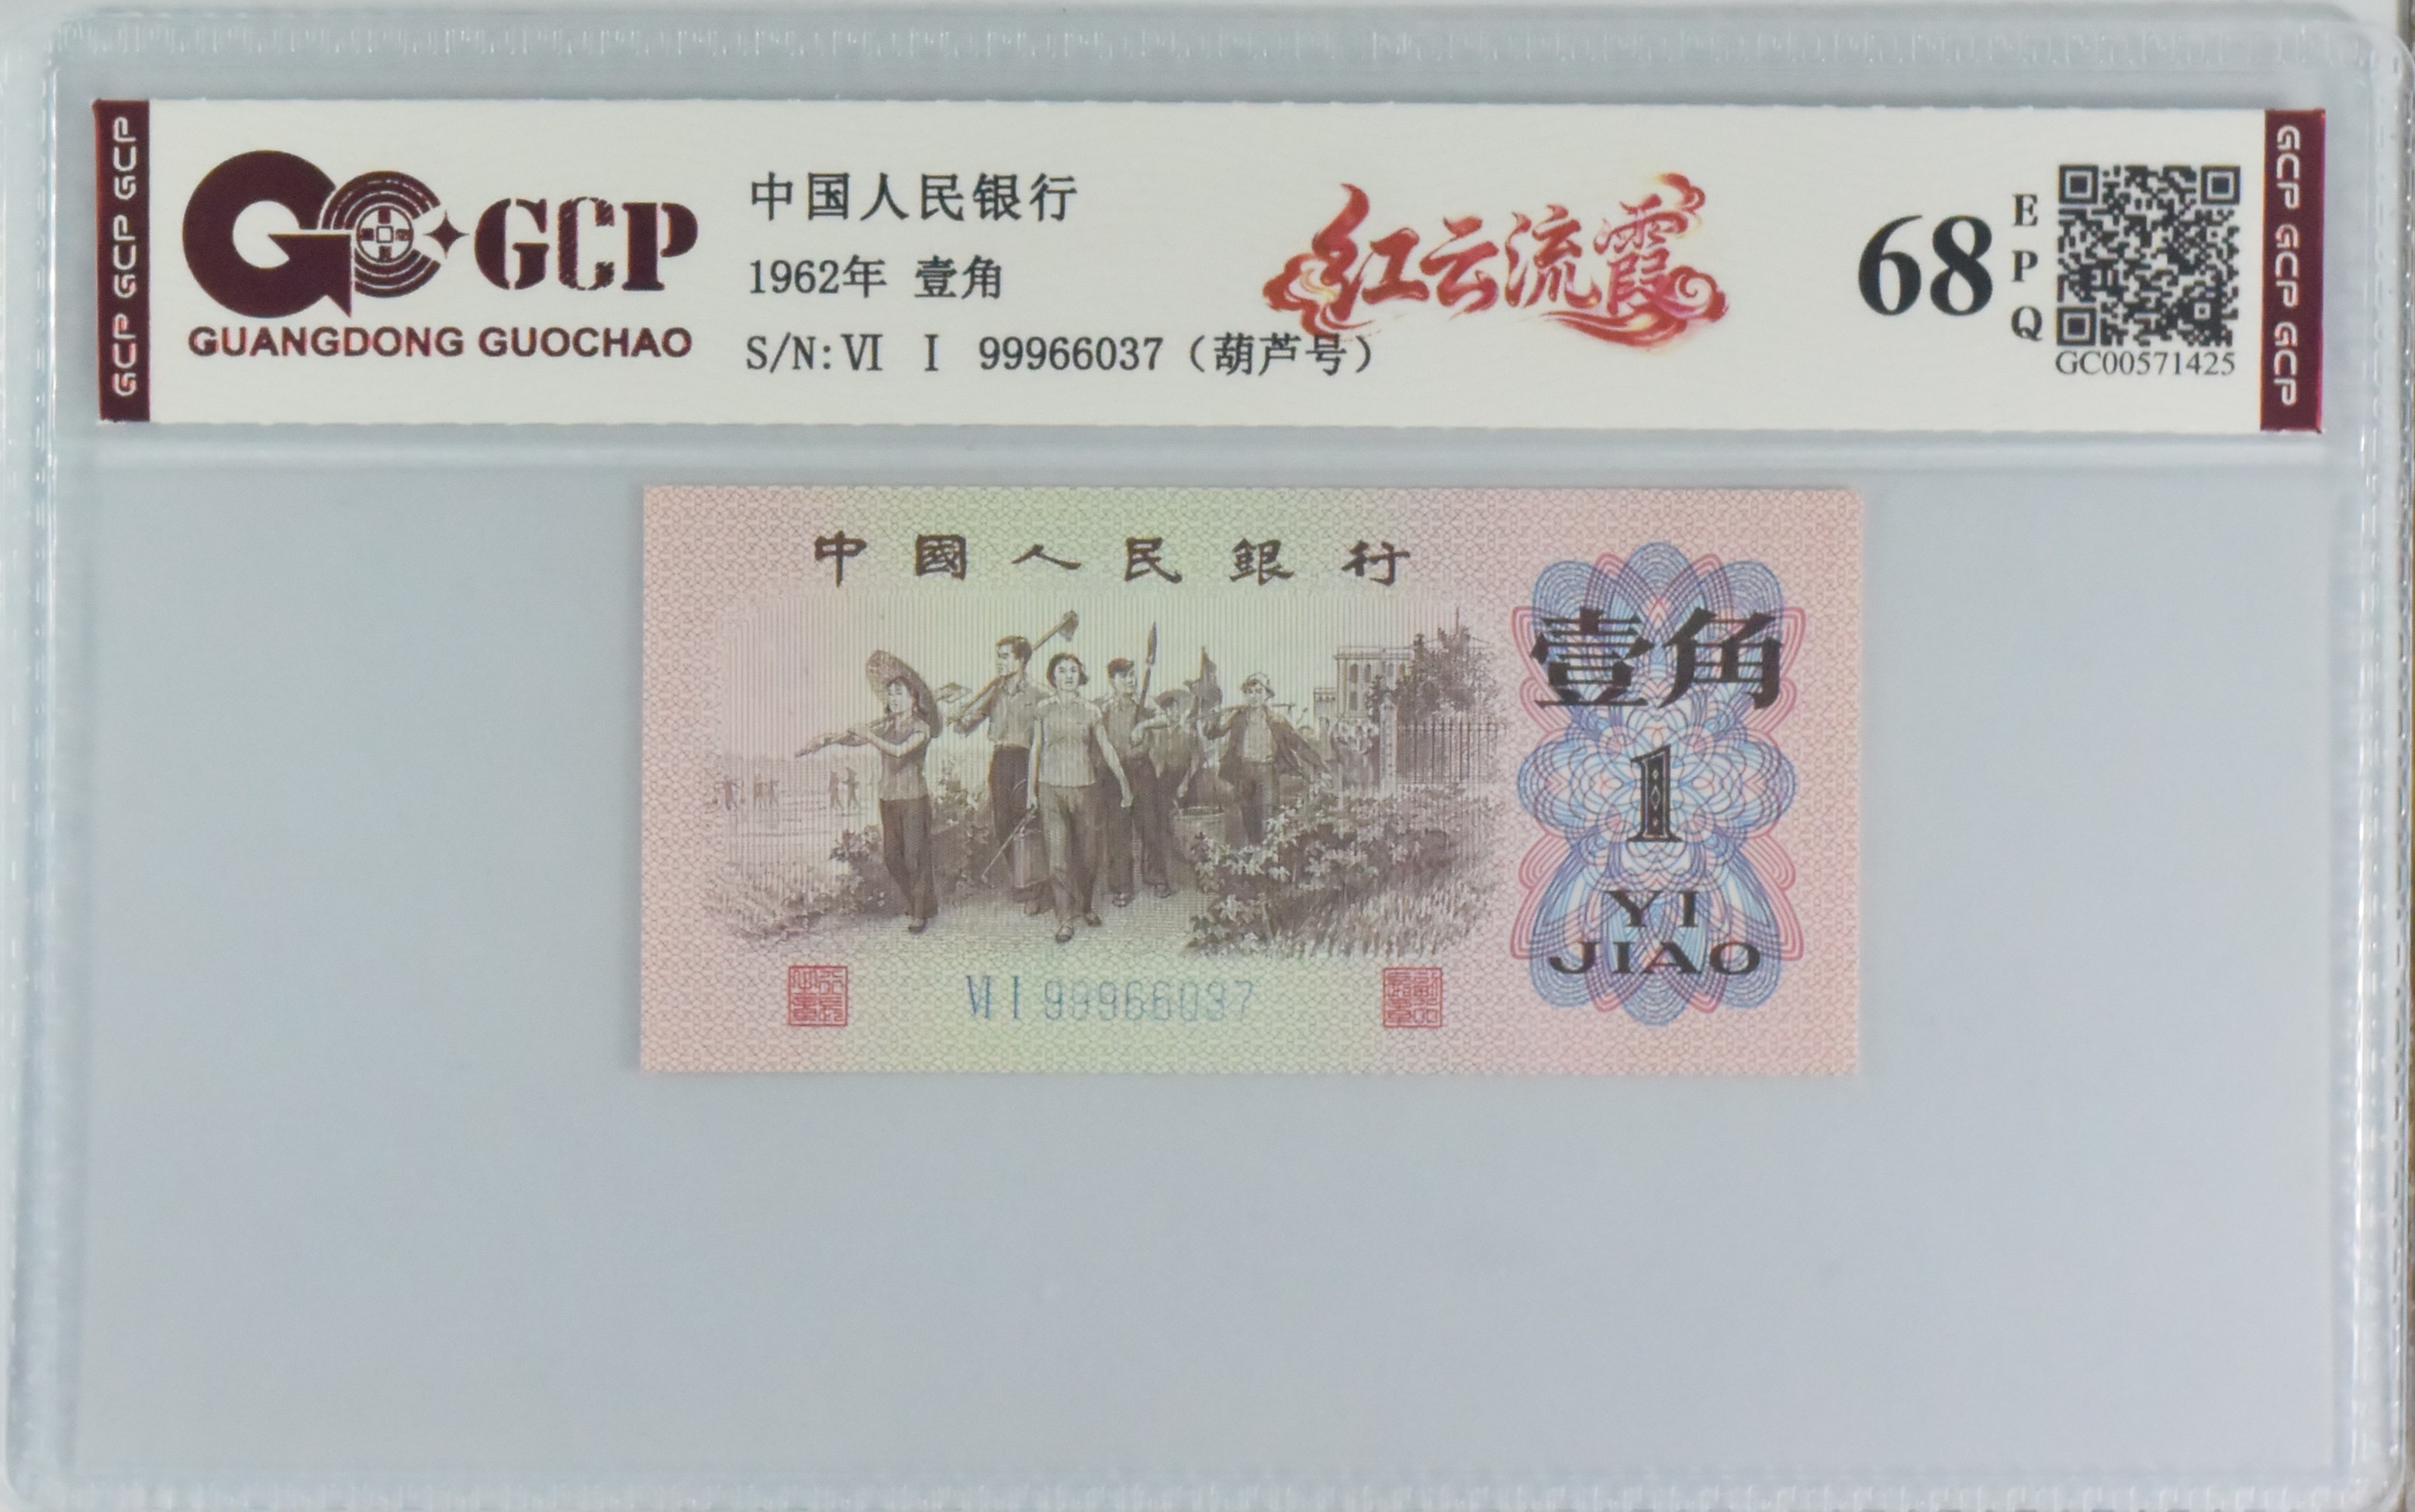 GCP GCP GCP
GCP
GUANGDONG GUOCHAO
中国人民银行
1962年 壹角
S/N:Ⅵ Ⅰ 99966037（葫芦号）
红云流霞
68
EPQ
GC00571425
GCP GCP GCP
中國人民銀行
壹角
1
YI
JIAO
Ⅵ Ⅰ 99966037